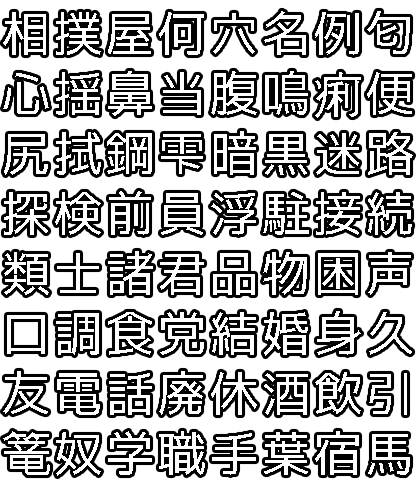 相撲屋何穴名例匂
心揺鼻当腹嗚痢便
尻拭鋼雫暗黒迷路
探検前員浮駐接続
類士諸君品物困声
口調食党結婚身久
友電話廃休酒飲引
篭奴学職手葉宿馬